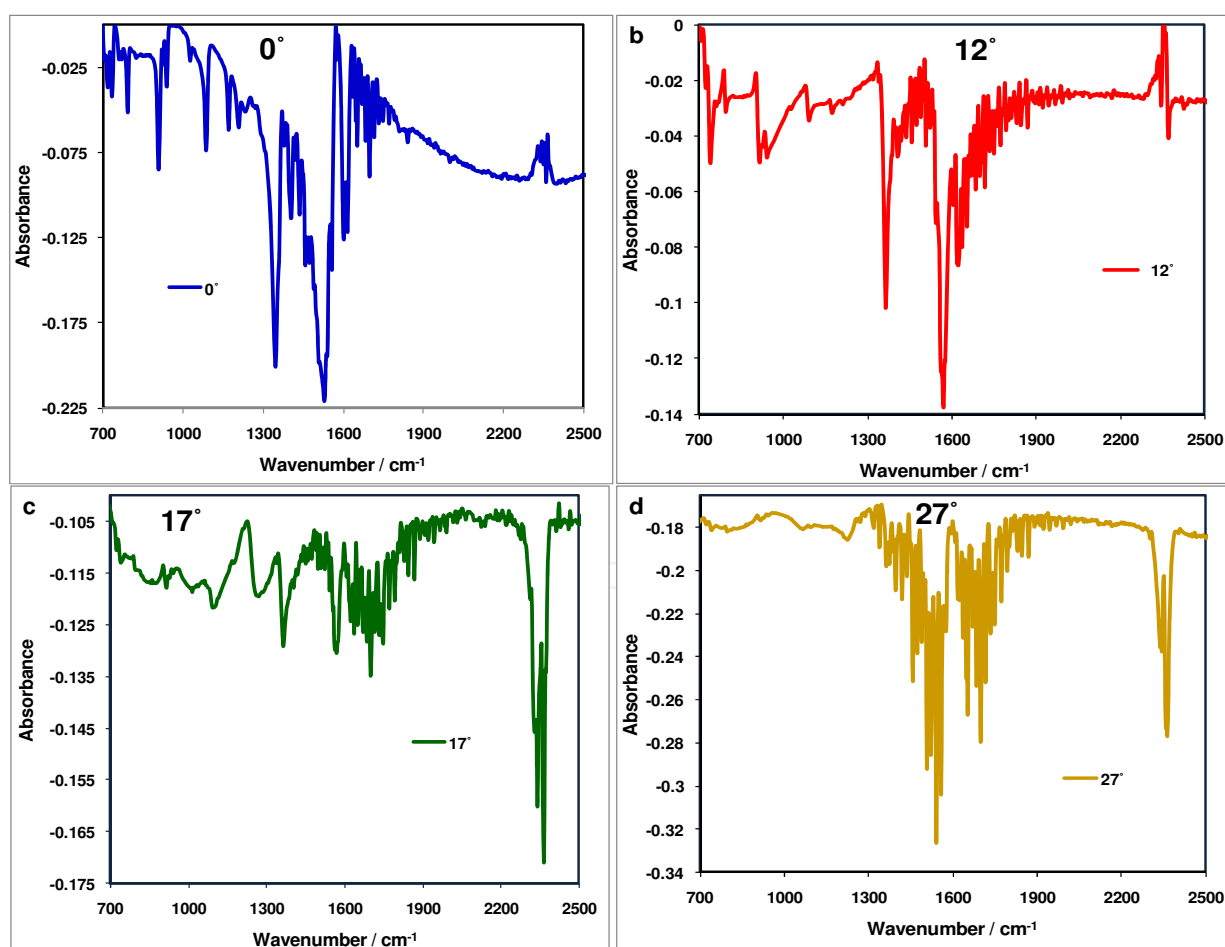 0°
-0.025
-0.075
-0.125
-0.175
-0.225
Absorbance
0°
700 1000 1300 1600 1900 2200 2500
Wavenumber / cm-1
b
12°
0
-0.02
-0.04
-0.06
-0.08
-0.1
-0.12
-0.14
Absorbance
12°
700 1000 1300 1600 1900 2200 2500
Wavenumber / cm-1
c
17°
-0.105
-0.115
-0.125
-0.135
-0.145
-0.155
-0.165
-0.175
Absorbance
17°
700 1000 1300 1600 1900 2200 2500
Wavenumber / cm-1
d
27°
-0.18
-0.2
-0.22
-0.24
-0.26
-0.28
-0.3
-0.32
-0.34
Absorbance
27°
700 1000 1300 1600 1900 2200 2500
Wavenumber / cm-1